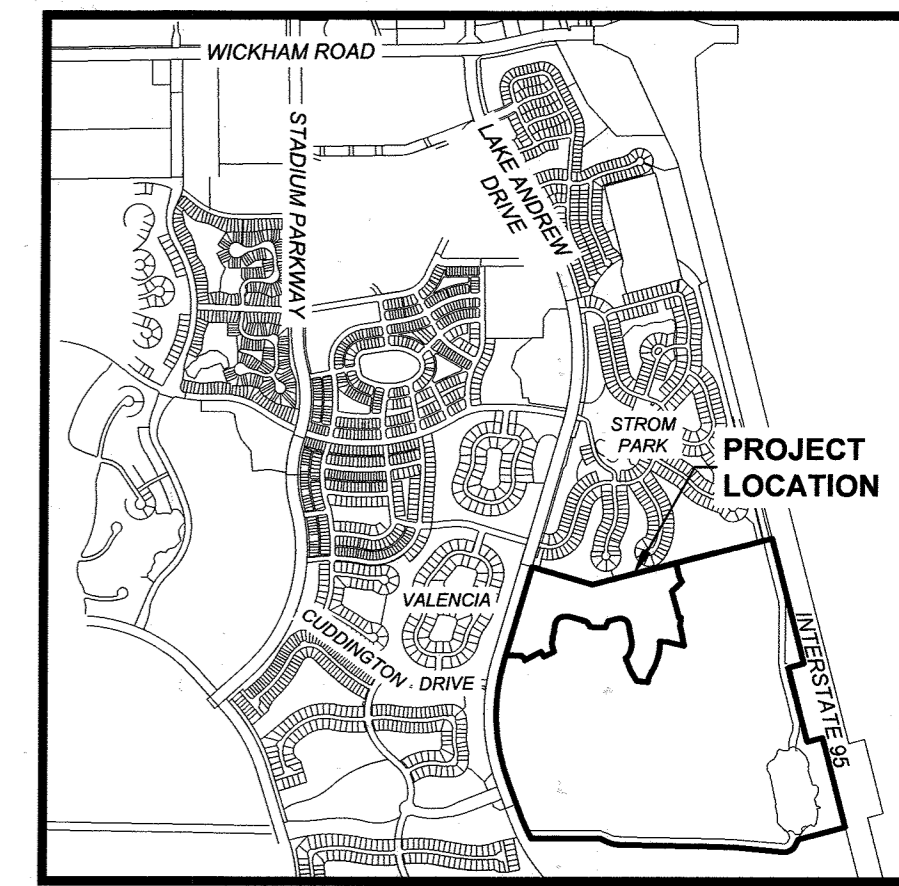 WICKHAM ROAD
STADIUM PARKWAY
LAKE ANDREW
DRIVE
STROM
PARK
PROJECT
LOCATION
VALENCIA
CUDDINGTON DRIVE
INTERSTATE 95